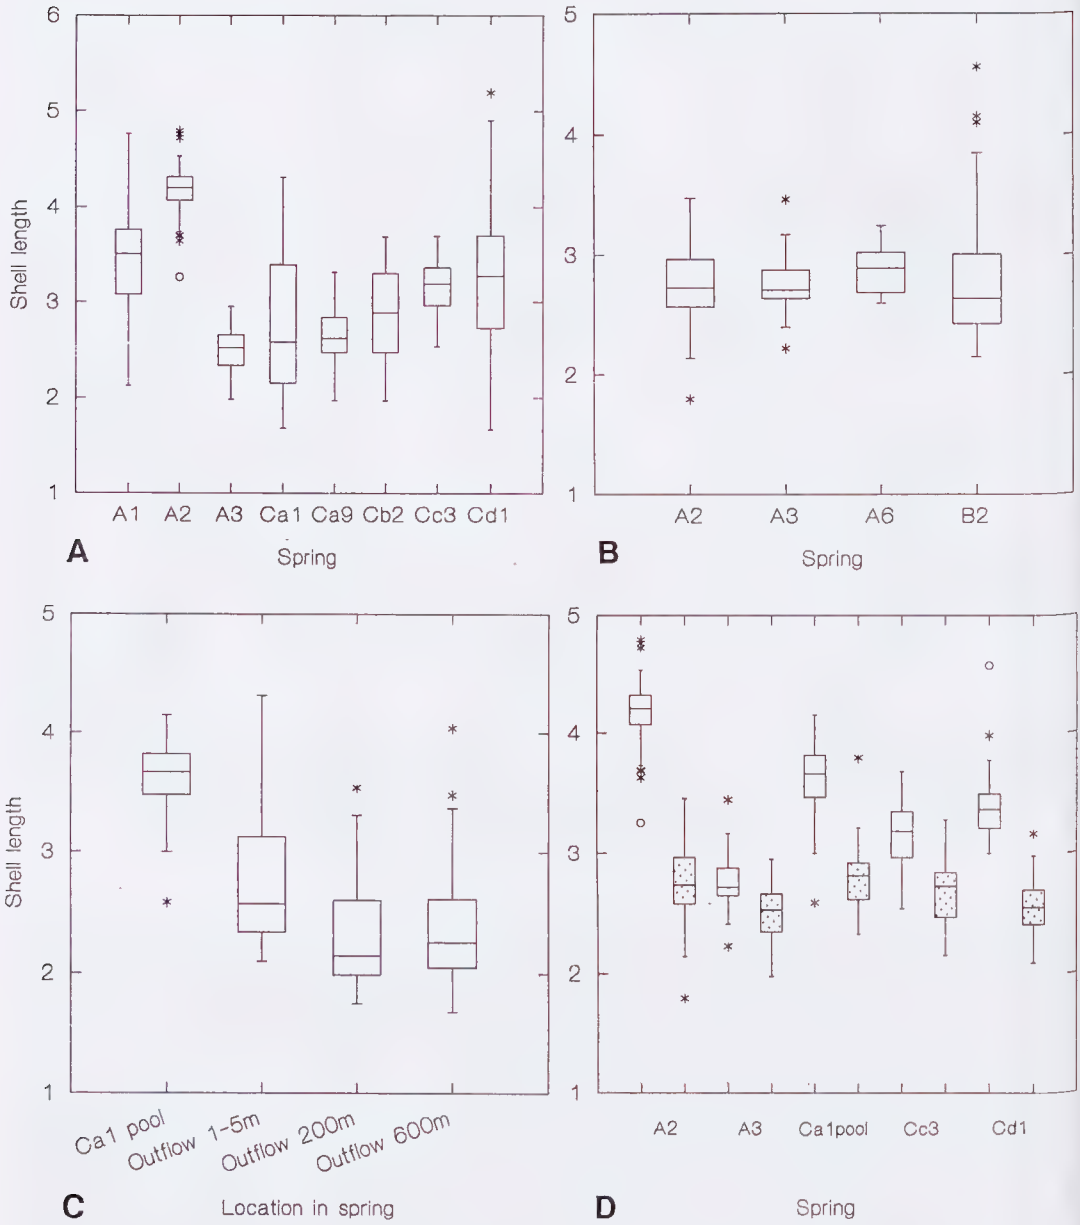 6
5
4
3
2
1
Shell length
A1 A2 A3 Ca1 Ca9 Cb2 Cc3 Cd1
A Spring
5
4
3
2
1
A2 A3 A6 B2
B Spring
5
4
3
2
1
Shell length
Ca1 pool
Outflow 1-5m
Outflow 200m
Outflow 600m
C Location in spring
5
4
3
2
1
A2 A3 Ca1pool Cc3 Cd1
D Spring